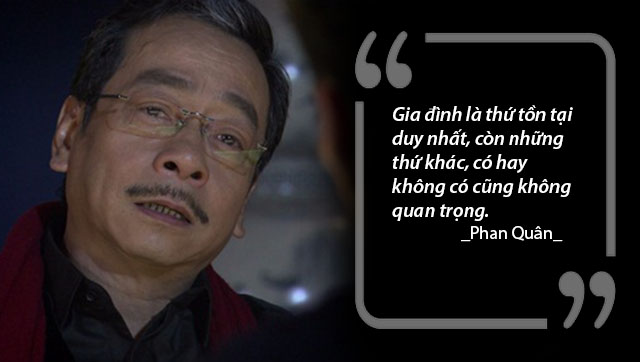 Gia đình là thứ tồn tại
duy nhất, còn những
thứ khác, có hay
không có cũng không
quan trọng.
_Phan Quân_